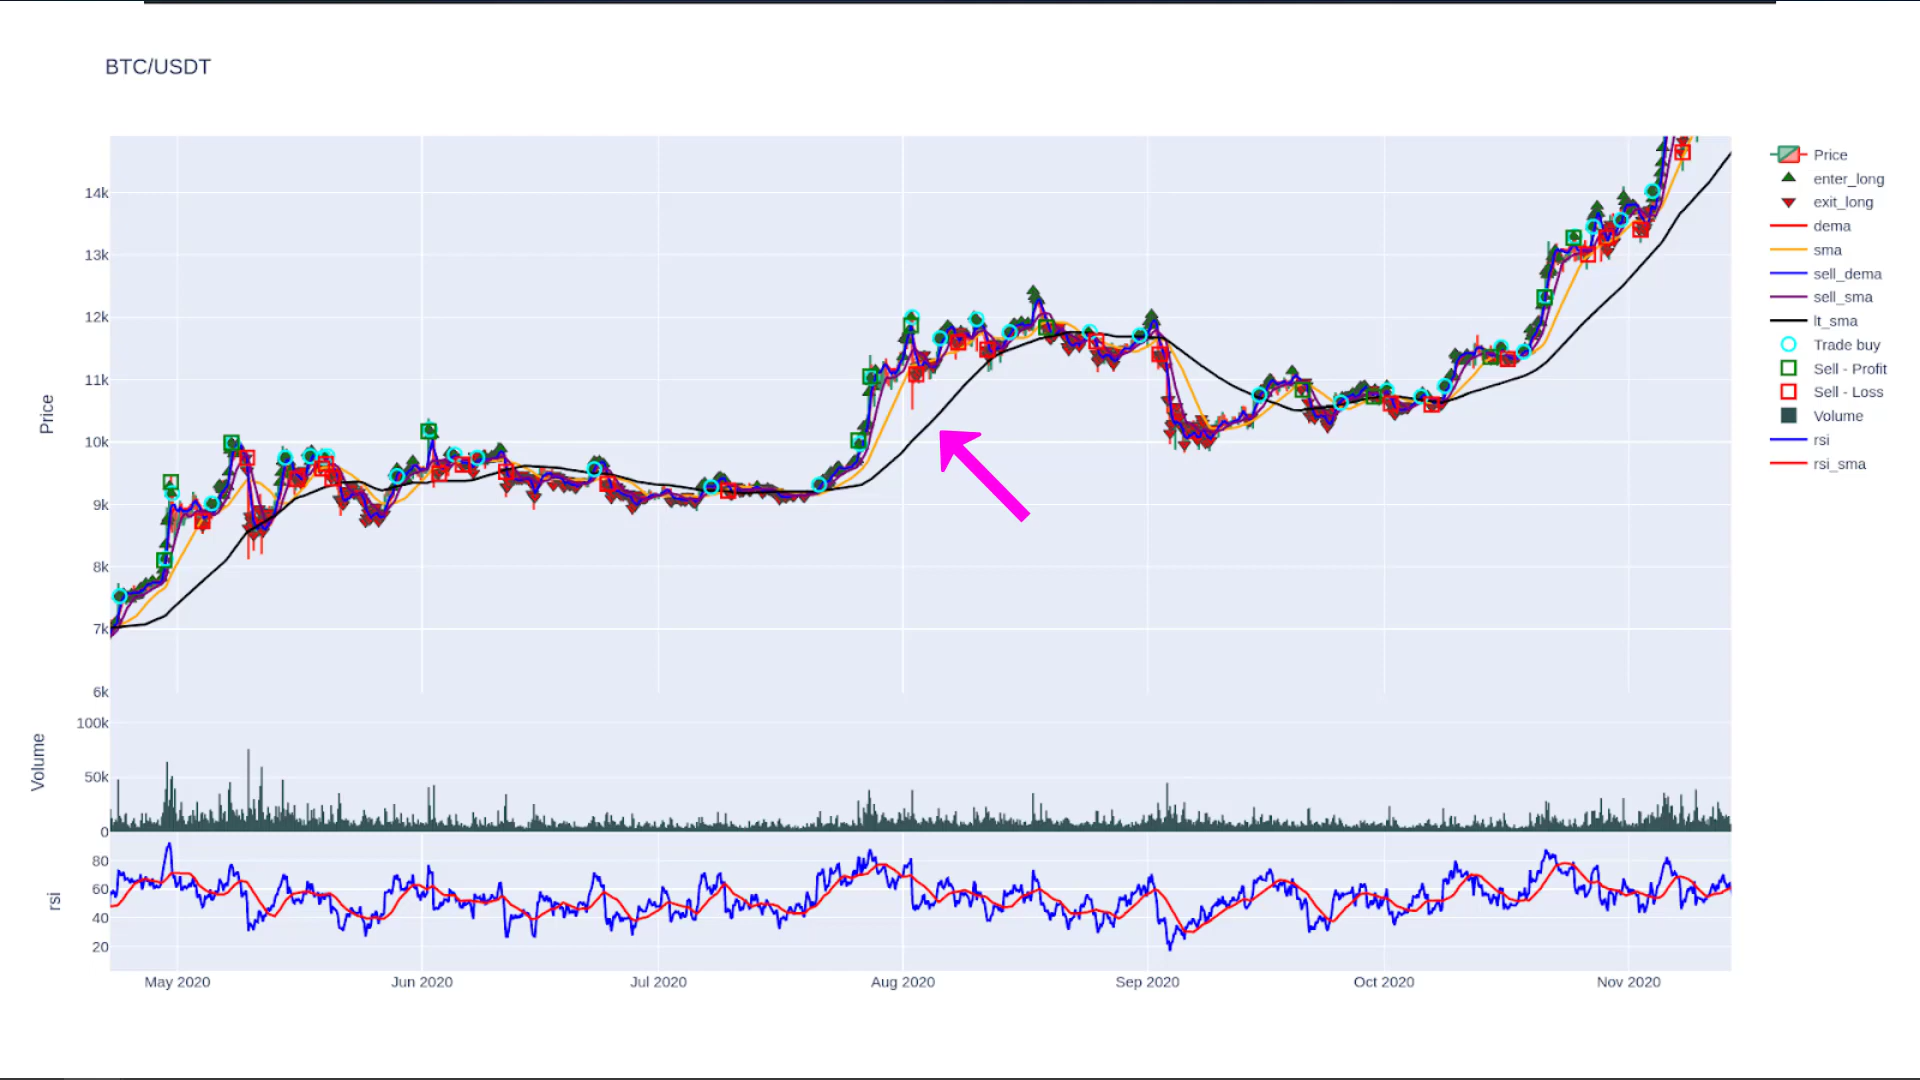 BTC/USDT
Price
14k
13k
12k
11k
10k
9k
8k
7k
6k
Volume
100k
50k
0
rsi
80
60
40
20
May 2020
Jun 2020
Jul 2020
Aug 2020
Sep 2020
Oct 2020
Nov 2020
Price
enter_long
exit_long
dema
sma
sell_dema
sell_sma
lt_sma
Trade buy
Sell - Profit
Sell - Loss
Volume
rsi
rsi_sma